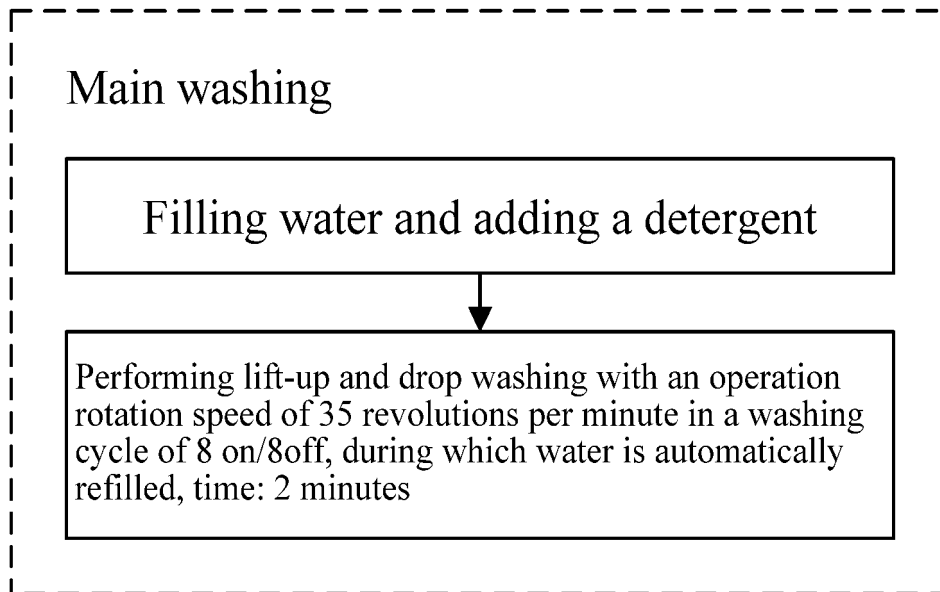 Main washing
Filling water and adding a detergent
Performing lift-up and drop washing with an operation
rotation speed of 35 revolutions per minute in a washing
cycle of 8 on/8off, during which water is automatically
refilled, time: 2 minutes